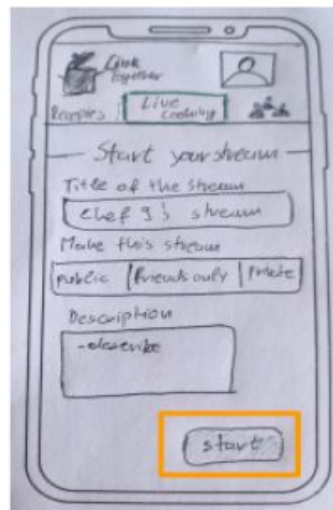 Cook
together
Recepies
Live
Cooking
Start your stream
Title of the stream
Chef J's stream
Make this stream
public friends only Private
Description
-describe
start